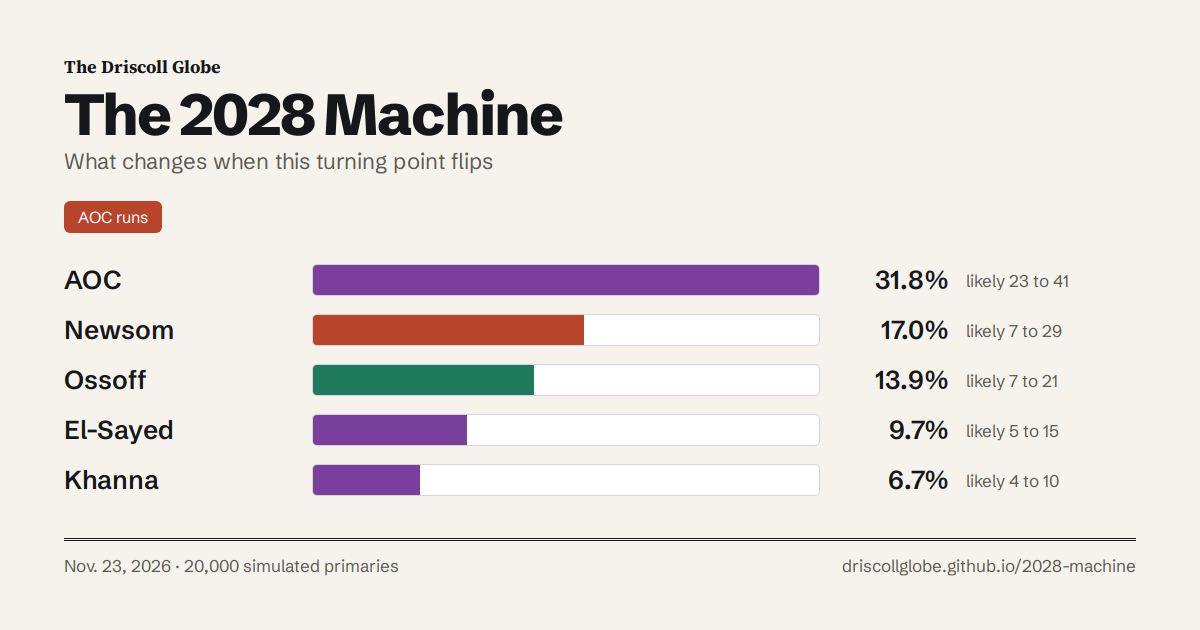 The Driscoll Globe
The 2028 Machine
What changes when this turning point flips
AOC runs
AOC 31.8% likely 23 to 41
Newsom 17.0% likely 7 to 29
Ossoff 13.9% likely 7 to 21
El-Sayed 9.7% likely 5 to 15
Khanna 6.7% likely 4 to 10
Nov. 23, 2026 · 20,000 simulated primaries driscollglobe.github.io/2028-machine